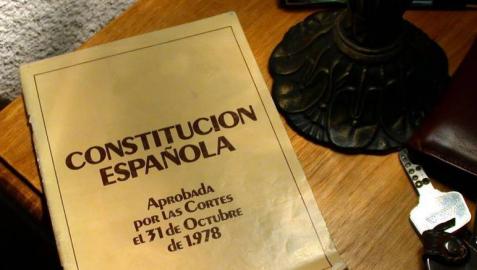 CONSTITUCION
ESPAÑOLA
Aprobada
por las Cortes
el 31 de Octubre
de 1.978